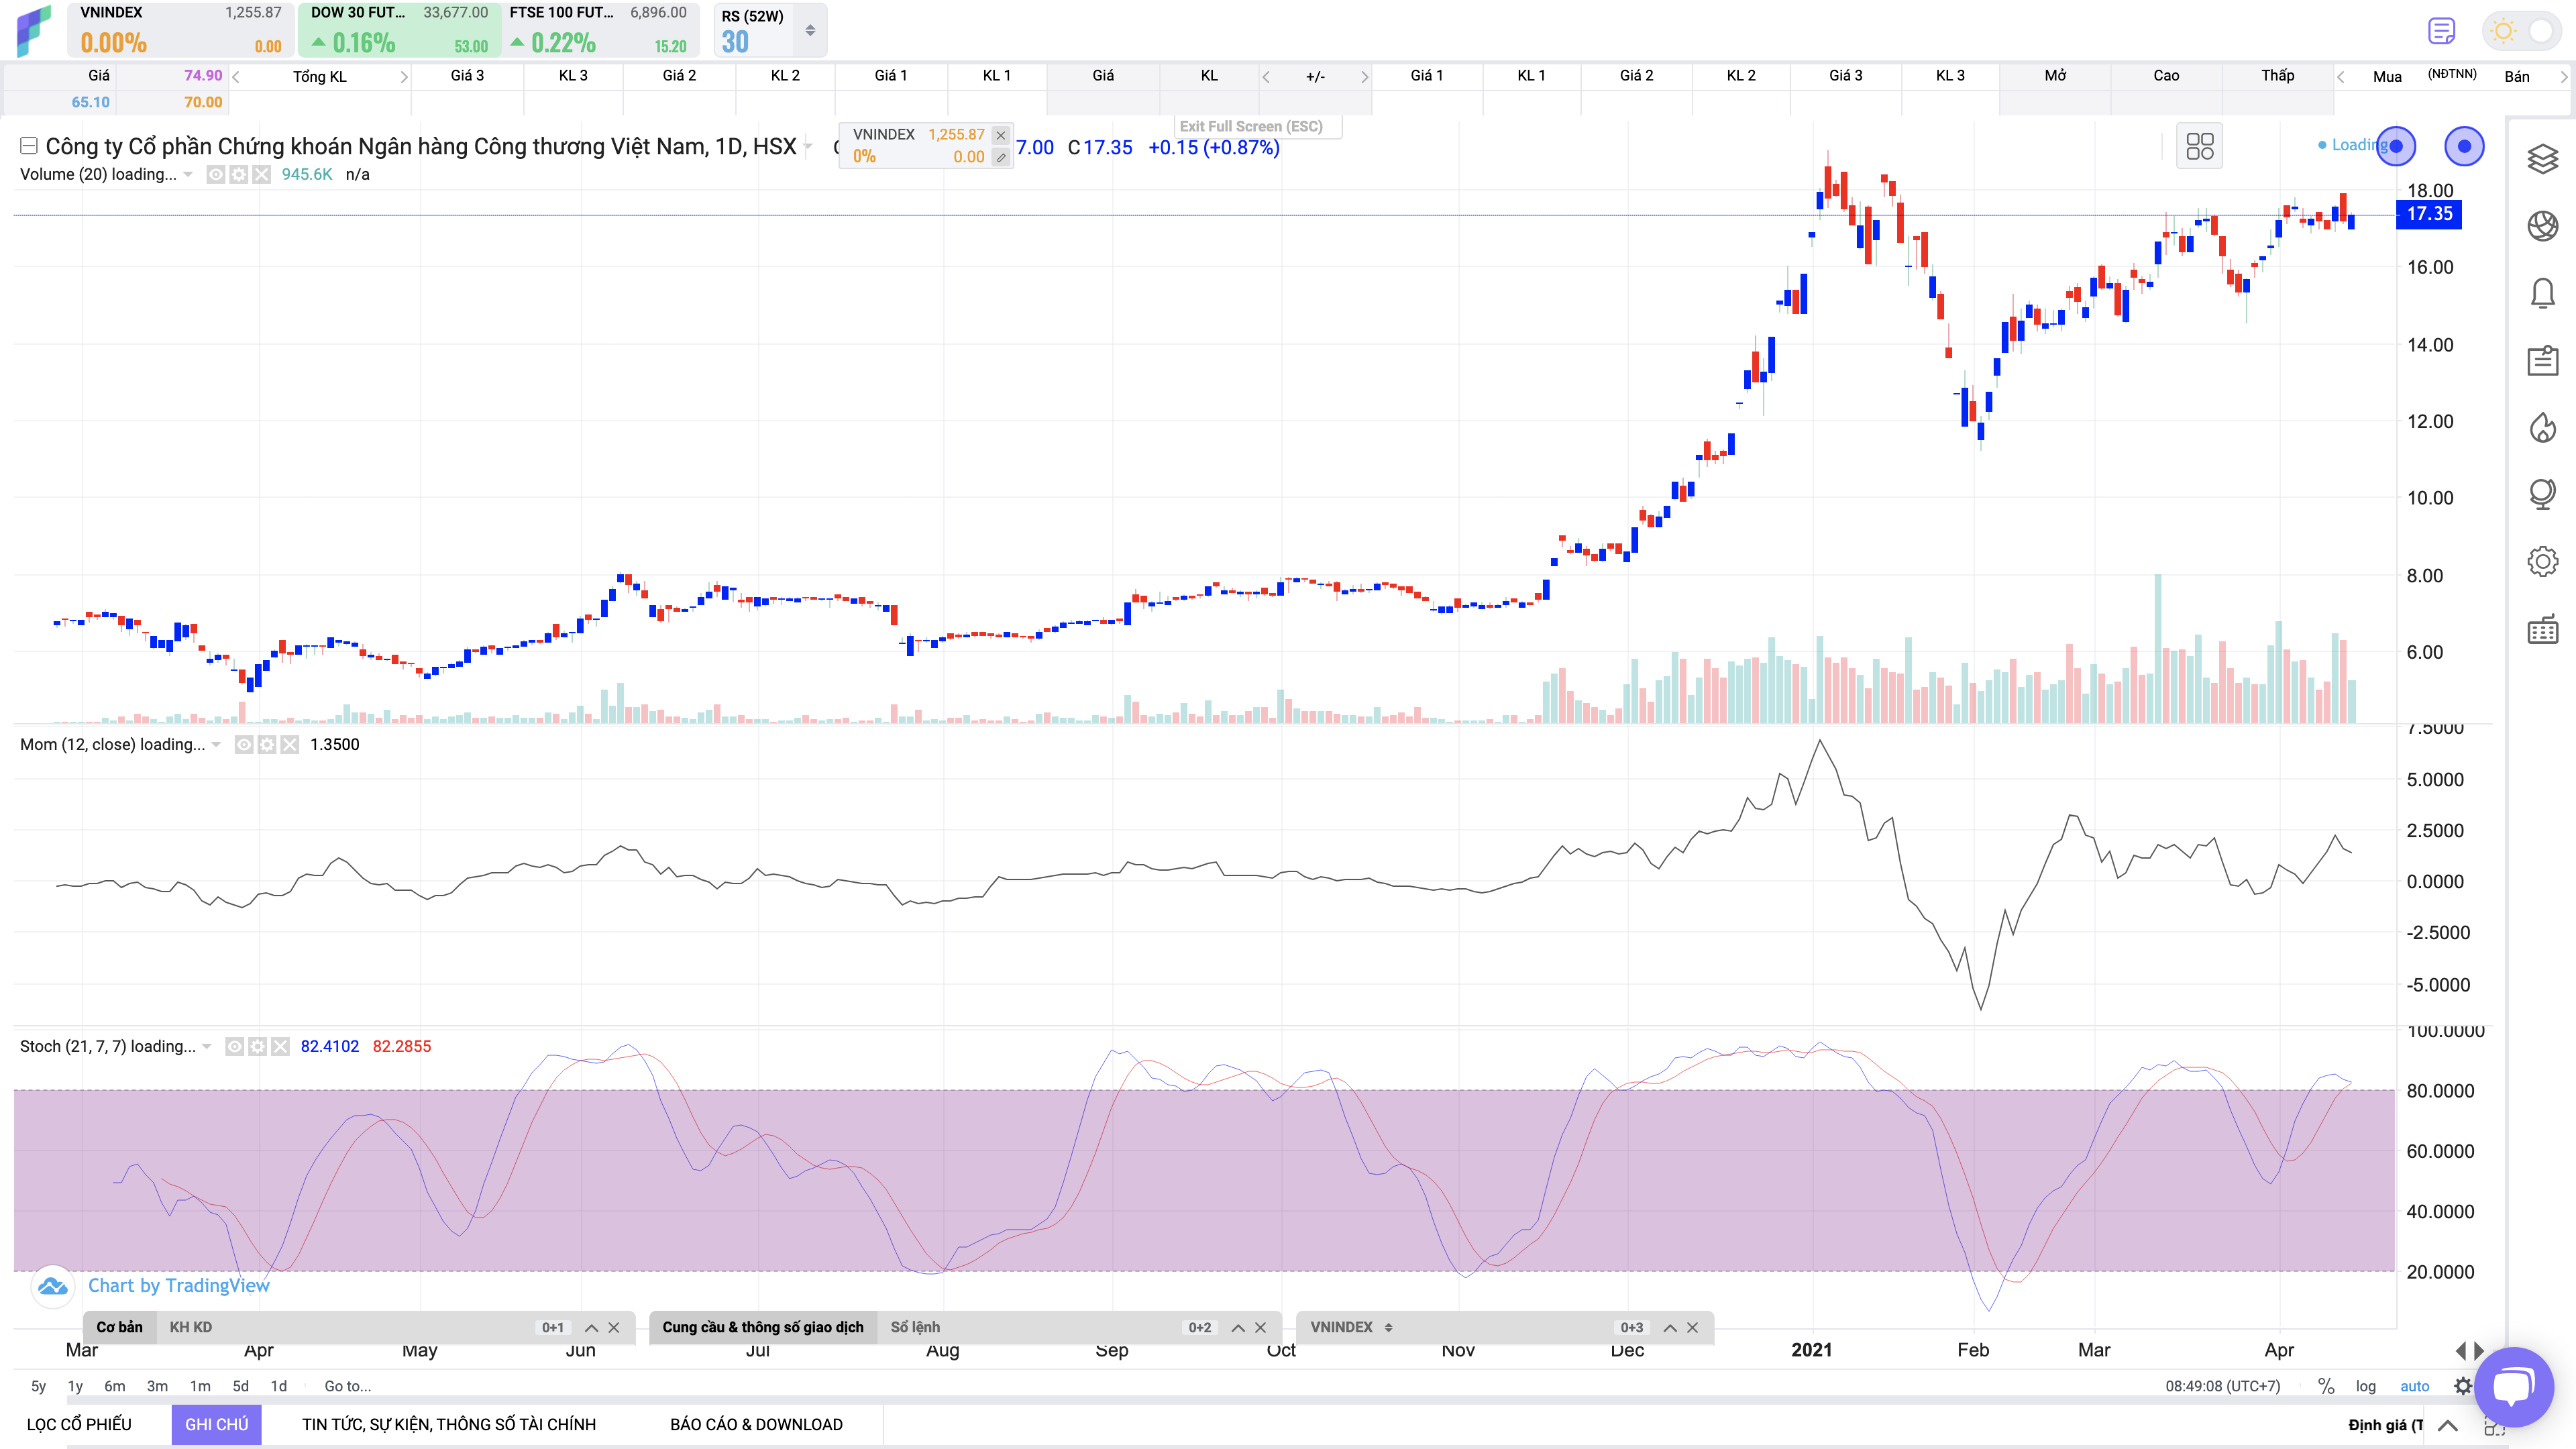 VNINDEX 1,255.87 DOW 30 FUT... 33,677.00 FTSE 100 FUT... 6,896.00 RS (52W)
0.00% 0.00 0.16% 53.00 0.22% 15.20 30
Giá 74.90 Tổng KL Giá 3 KL 3 Giá 2 KL 2 Giá 1 KL 1 Giá KL +/- Giá 1 KL 1 Giá 2 KL 2 Giá 3 KL 3 Mở Cao Thấp Mua (NĐTNN) Bán
65.10 70.00
Exit Full Screen (ESC)
Công ty Cổ phần Chứng khoán Ngân hàng Công thương Việt Nam, 1D, HSX 7.00 C 17.35 +0.15 (+0.87%)
VNINDEX 1,255.87
0% 0.00
Loading
Volume (20) loading... 945.6K n/a
18.00
17.35
16.00
14.00
12.00
10.00
8.00
6.00
7.5000
Mom (12, close) loading... 1.3500
5.0000
2.5000
0.0000
-2.5000
-5.0000
100.0000
Stoch (21, 7, 7) loading... 82.4102 82.2855
80.0000
60.0000
40.0000
20.0000
Chart by TradingView
Cơ bản KH KD 0+1 Cung cầu & thông số giao dịch Sổ lệnh 0+2 VNINDEX 0+3
Mar Apr May Jun Jul Aug Sep Oct Nov Dec 2021 Feb Mar Apr
5y 1y 6m 3m 1m 5d 1d Go to... 08:49:08 (UTC+7) % log auto
LỌC CỔ PHIẾU GHI CHÚ TIN TỨC, SỰ KIỆN, THÔNG SỐ TÀI CHÍNH BÁO CÁO & DOWNLOAD Định giá (T